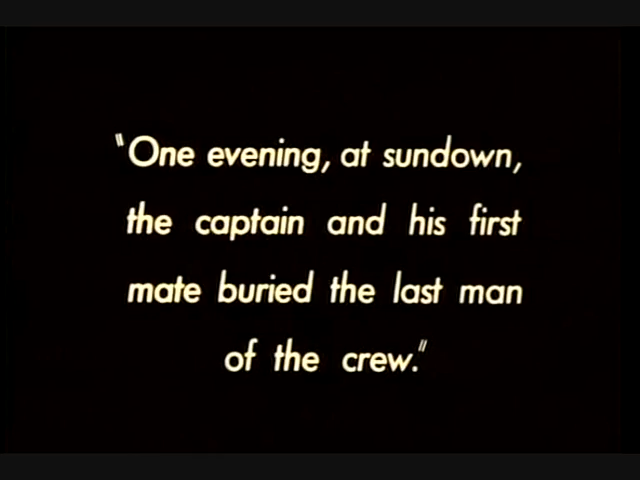 "One evening, at sundown,
the captain and his first
mate buried the last man
of the crew."